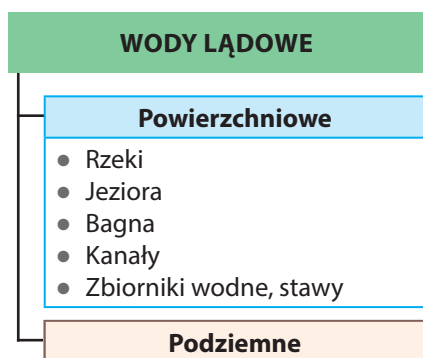 WODY LĄDOWE
Powierzchniowe
● Rzeki
● Jeziora
● Bagna
● Kanały
● Zbiorniki wodne, stawy
Podziemne